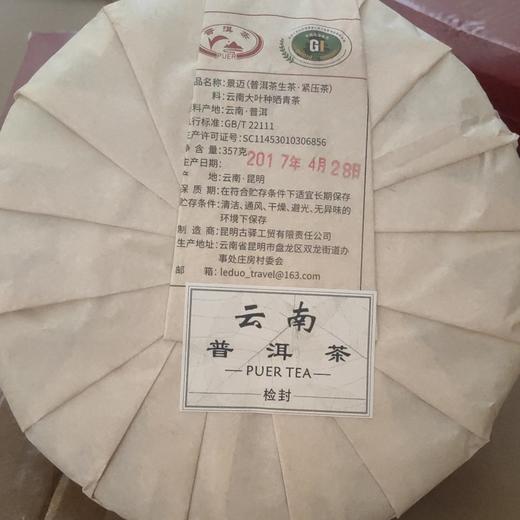 普洱茶
PUER
GI
品名称：景迈（普洱茶生茶·紧压茶）
料：云南大叶种晒青茶
料产地：云南·普洱
行标准：GB/T 22111
产许可证号：SC11453010306856
净含量：357克
生产日期：2017年4月28日
产 地：云南·昆明
保质期：在符合贮存条件下适宜长期保存
贮存条件：清洁、通风、干燥、避光、无异味的
环境下保存
制造商：昆明古驿工贸有限责任公司
生产地址：云南省昆明市盘龙区双龙街道办
事处庄房村委会
邮 箱：leduo_travel@163.com
云南
普洱茶
PUER TEA
检封